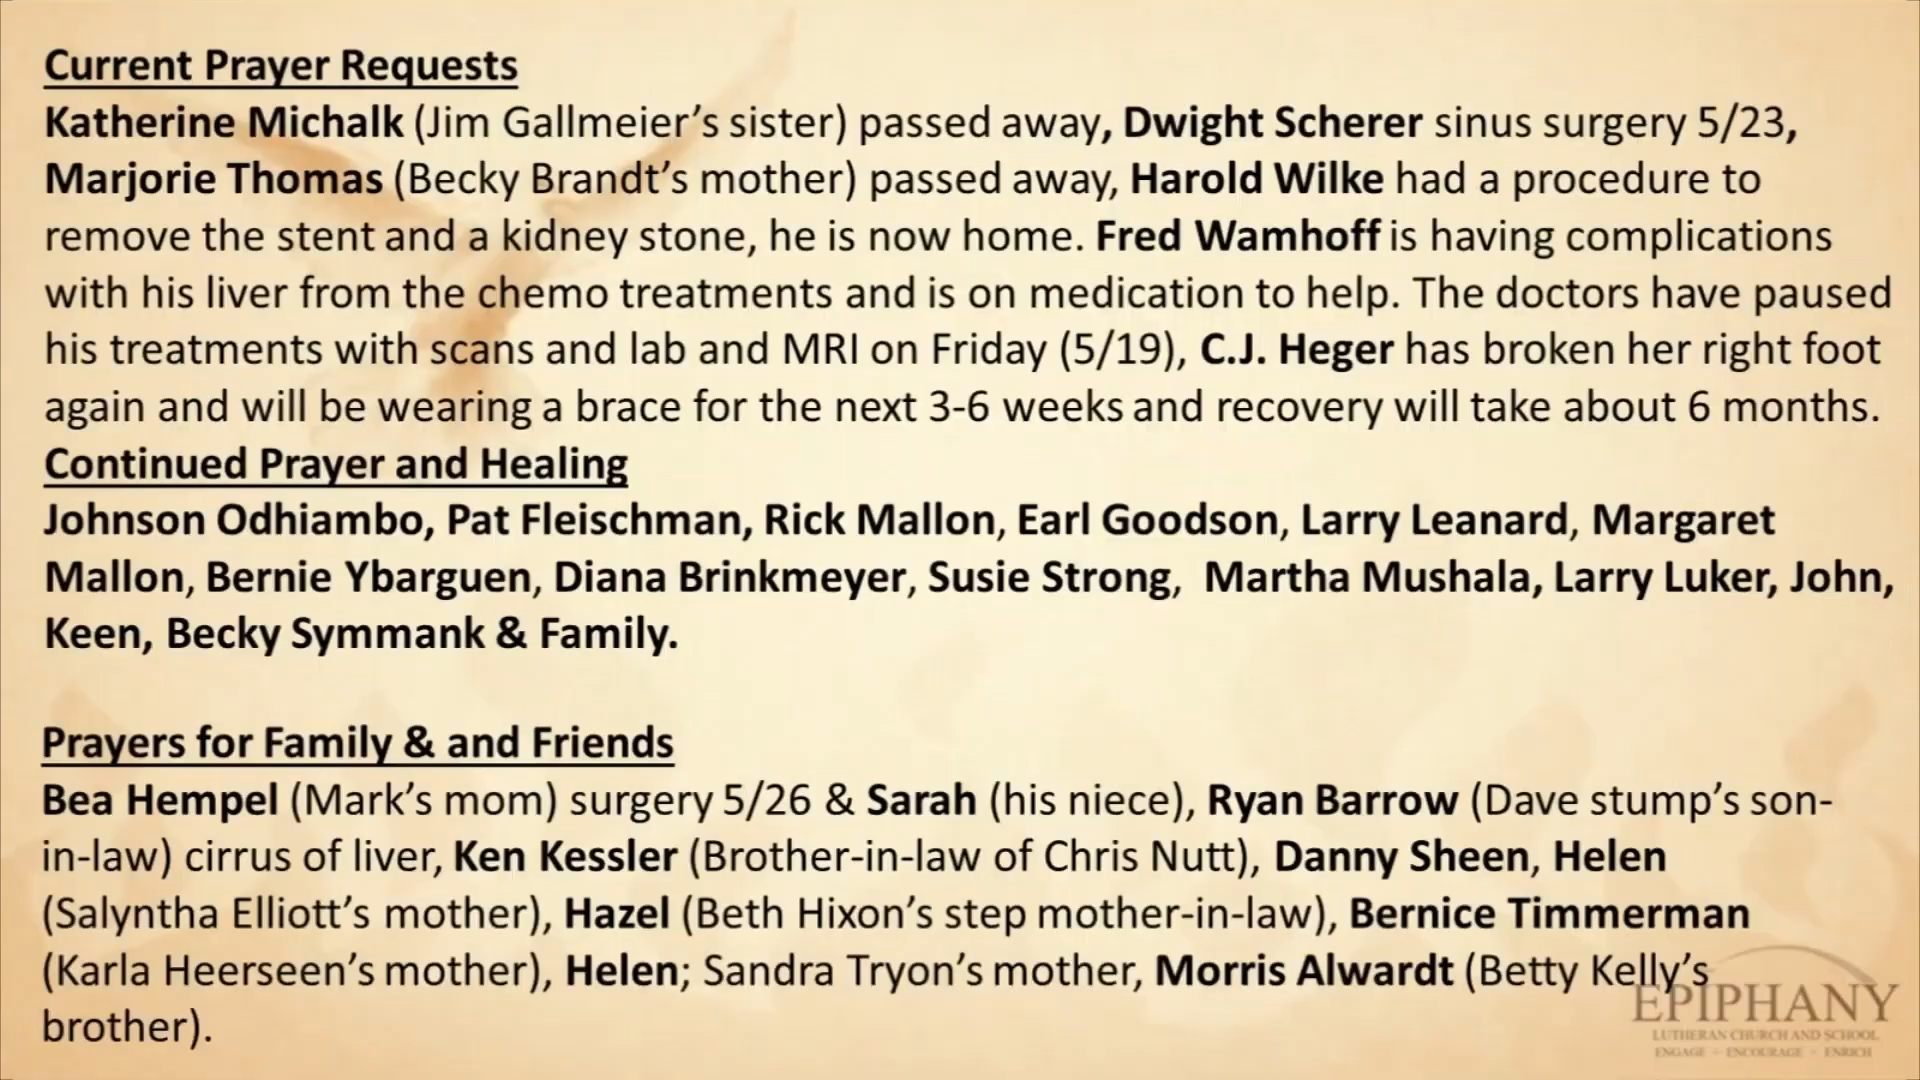 Current Prayer Requests
Katherine Michalk (Jim Gallmeier’s sister) passed away, Dwight Scherer sinus surgery 5/23,
Marjorie Thomas (Becky Brandt’s mother) passed away, Harold Wilke had a procedure to
remove the stent and a kidney stone, he is now home. Fred Wamhoff is having complications
with his liver from the chemo treatments and is on medication to help. The doctors have paused
his treatments with scans and lab and MRI on Friday (5/19), C.J. Heger has broken her right foot
again and will be wearing a brace for the next 3-6 weeks and recovery will take about 6 months.
Continued Prayer and Healing
Johnson Odhiambo, Pat Fleischman, Rick Mallon, Earl Goodson, Larry Leanard, Margaret
Mallon, Bernie Ybarguen, Diana Brinkmeyer, Susie Strong, Martha Mushala, Larry Luker, John,
Keen, Becky Symmank & Family.
Prayers for Family & and Friends
Bea Hempel (Mark’s mom) surgery 5/26 & Sarah (his niece), Ryan Barrow (Dave stump’s son-
in-law) cirrus of liver, Ken Kessler (Brother-in-law of Chris Nutt), Danny Sheen, Helen
(Salyntha Elliott’s mother), Hazel (Beth Hixon’s step mother-in-law), Bernice Timmerman
(Karla Heerseen’s mother), Helen; Sandra Tryon’s mother, Morris Alwardt (Betty Kelly’s
brother).
EPIPHANY
LUTHERAN CHURCH AND SCHOOL
ENGAGE - ENCOURAGE - ENRICH